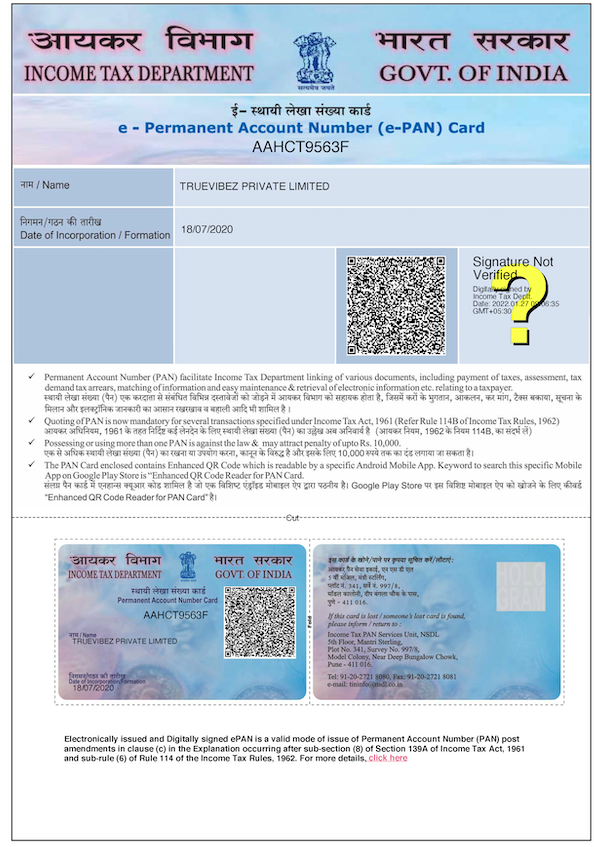 आयकर विभाग भारत सरकार
INCOME TAX DEPARTMENT GOVT. OF INDIA
सत्यमेव जयते
ई- स्थायी लेखा संख्या कार्ड
e - Permanent Account Number (e-PAN) Card
AAHCT9563F
नाम / Name TRUEVIBEZ PRIVATE LIMITED
निगमन/गठन की तारीख
Date of Incorporation / Formation 18/07/2020
Signature Not
Verified
Digitally signed by
Income Tax Deptt.
Date: 2022.01.27
GMT+05:30
?
✓ Permanent Account Number (PAN) facilitate Income Tax Department linking of various documents, including payment of taxes, assessment, tax
demand tax arrears, matching of information and easy maintenance & retrieval of electronic information etc. relating to a taxpayer.
स्थायी लेखा संख्या (पैन) एक करदाता से संबंधित विभिन्न दस्तावेजों को जोड़ने में आयकर विभाग को सहायक होता है, जिसमें करों के भुगतान, आकलन, कर मांग, टैक्स बकाया, सूचना के
मिलान और इलक्ट्रॉनिक जानकारी का आसान रखरखाव व बहाली आदि भी शामिल है ।
✓ Quoting of PAN is now mandatory for several transactions specified under Income Tax Act, 1961 (Refer Rule 114B of Income Tax Rules, 1962)
आयकर अधिनियम, 1961 के तहत निर्दिष्ट कई लेनदेन के लिए स्थायी लेखा संख्या (पैन) का उल्लेख अब अनिवार्य है (आयकर नियम, 1962 के नियम 114B, का संदर्भ लें)
✓ Possessing or using more than one PAN is against the law & may attract penalty of upto Rs. 10,000.
एक से अधिक स्थायी लेखा संख्या (पैन) का रखना या उपयोग करना, कानून के विरुद्ध है और इसके लिए 10,000 रुपये तक का दंड लगाया जा सकता है।
✓ The PAN Card enclosed contains Enhanced QR Code which is readable by a specific Android Mobile App. Keyword to search this specific Mobile
App on Google Play Store is "Enhanced QR Code Reader for PAN Card.
संलग्न पैन कार्ड में एनहान्स क्यूआर कोड शामिल है जो एक विशिष्ट एंड्रॉइड मोबाइल ऐप द्वारा पठनीय है। Google Play Store पर इस विशिष्ट मोबाइल ऐप को खोजने के लिए कीवर्ड
"Enhanced QR Code Reader for PAN Card" है।
Cut
आयकर विभाग भारत सरकार
INCOME TAX DEPARTMENT GOVT. OF INDIA
स्थायी लेखा संख्या कार्ड
Permanent Account Number Card
AAHCT9563F
नाम / Name
TRUEVIBEZ PRIVATE LIMITED
निगमन/गठन की तारीख
Date of Incorporation/Formation
18/07/2020
Fold
इस कार्ड के खोने/पाने पर कृपया सूचित करें/लौटाएं:
आयकर पैन सेवा इकाई, एन एस डी एल
5 वीं मंजिल, मंत्री स्टर्लिंग,
प्लॉट नं. 341, सर्वे नं. 997/8,
मॉडल कालोनी, दीप बंगला चौक के पास,
पुणे - 411 016.
If this card is lost / someone's lost card is found,
please inform / return to :
Income Tax PAN Services Unit, NSDL
5th Floor, Mantri Sterling,
Plot No. 341, Survey No. 997/8,
Model Colony, Near Deep Bungalow Chowk,
Pune - 411 016.
Tel: 91-20-2721 8080, Fax: 91-20-2721 8081
e-mail: tininfo@nsdl.co.in
Electronically issued and Digitally signed ePAN is a valid mode of issue of Permanent Account Number (PAN) post
amendments in clause (c) in the Explanation occurring after sub-section (8) of Section 139A of Income Tax Act, 1961
and sub-rule (6) of Rule 114 of the Income Tax Rules, 1962. For more details, click here